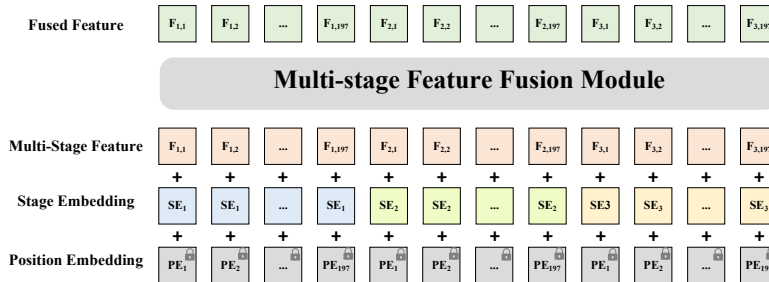 Fused Feature F1,1 F1,2 ... F1,197 F2,1 F2,2 ... F2,197 F3,1 F3,2 ... F3,197
Multi-stage Feature Fusion Module
Multi-Stage Feature F1,1 F1,2 ... F1,197 F2,1 F2,2 ... F2,197 F3,1 F3,2 ... F3,197
+ + + + + + + + + + + +
Stage Embedding SE1 SE1 ... SE1 SE2 SE2 ... SE2 SE3 SE3 ... SE3
+ + + + + + + + + + + +
Position Embedding PE1 PE2 ... PE197 PE1 PE2 ... PE197 PE1 PE2 ...